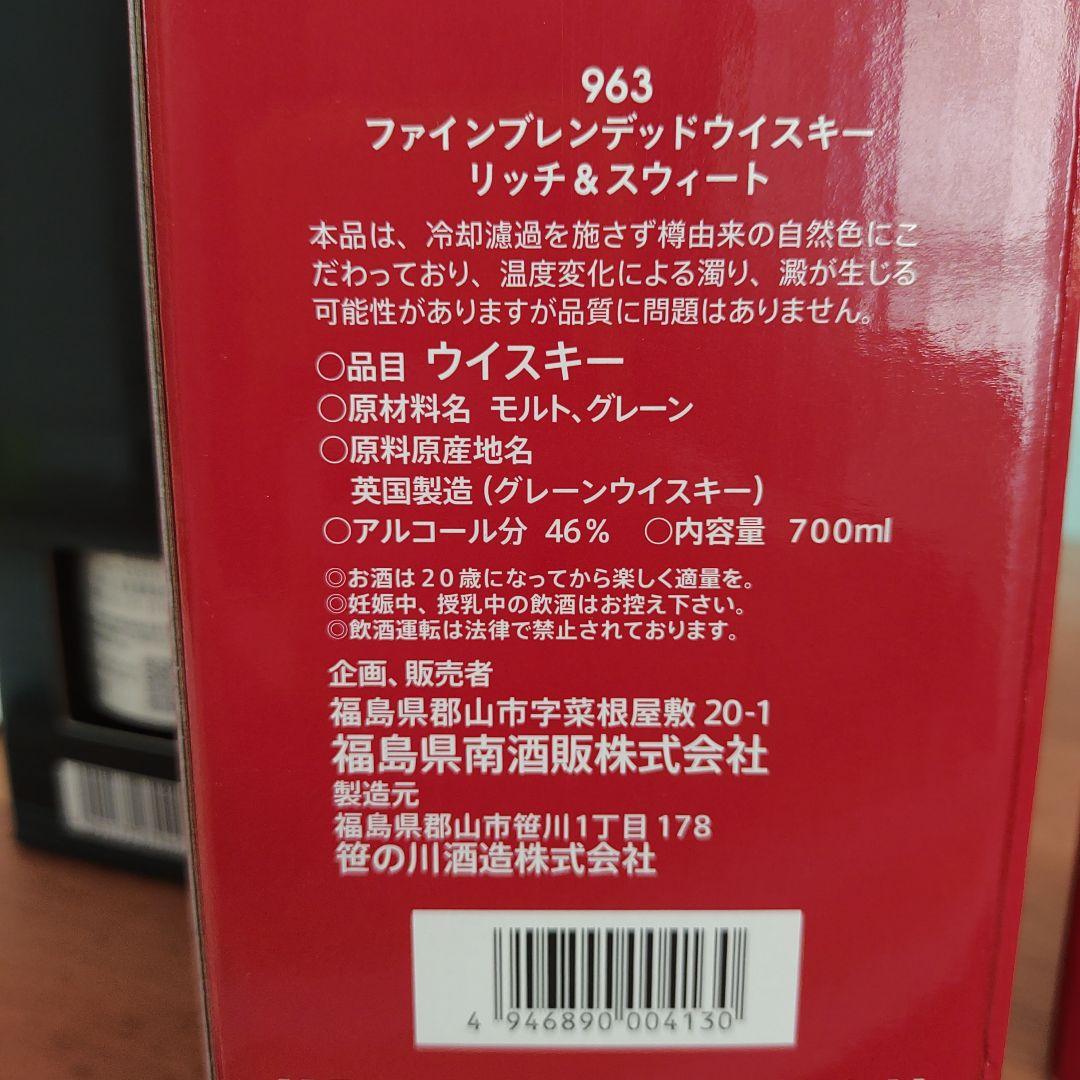 963
ファインブレンデッドウイスキー
リッチ&スウィート
本品は、冷却濾過を施さず樽由来の自然色にこ
だわっており、温度変化による濁り、澱が生じる
可能性がありますが品質に問題はありません。
○品目 ウイスキー
○原材料名 モルト、グレーン
○原料原産地名
英国製造(グレーンウイスキー)
○アルコール分 46% ○内容量 700ml
◎お酒は20歳になってから楽しく適量を。
◎妊娠中、授乳中の飲酒はお控え下さい。
◎飲酒運転は法律で禁止されております。
企画、販売者
福島県郡山市字菜根屋敷 20-1
福島県南酒販株式会社
製造元
福島県郡山市笹川1丁目178
笹の川酒造株式会社
4 946890 004130